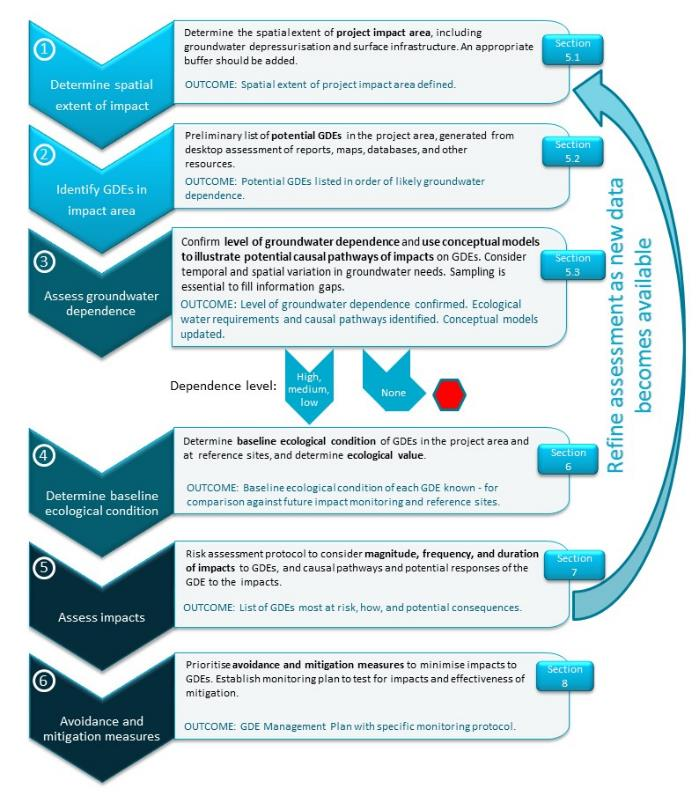 1
Determine spatial
extent of impact
Determine the spatial extent of project impact area, including
groundwater depressurisation and surface infrastructure. An appropriate
buffer should be added.
OUTCOME: Spatial extent of project impact area defined.
Section
5.1
2
Identify GDEs in
impact area
Preliminary list of potential GDEs in the project area, generated from
desktop assessment of reports, maps, databases, and other
resources.
OUTCOME: Potential GDEs listed in order of likely groundwater
dependence.
Section
5.2
3
Assess groundwater
dependence
Confirm level of groundwater dependence and use conceptual models
to illustrate potential causal pathways of impacts on GDEs. Consider
temporal and spatial variation in groundwater needs. Sampling is
essential to fill information gaps.
OUTCOME: Level of groundwater dependence confirmed. Ecological
water requirements and causal pathways identified. Conceptual models
updated.
Section
5.3
Dependence level:
High,
medium,
low
None
4
Determine baseline
ecological condition
Determine baseline ecological condition of GDEs in the project area and
at reference sites, and determine ecological value.
OUTCOME: Baseline ecological condition of each GDE known - for
comparison against future impact monitoring and reference sites.
Section
6
5
Assess impacts
Risk assessment protocol to consider magnitude, frequency, and duration
of impacts to GDEs, and causal pathways and potential responses of the
GDE to the impacts.
OUTCOME: List of GDEs most at risk, how, and potential consequences.
Section
7
6
Avoidance and
mitigation measures
Prioritise avoidance and mitigation measures to minimise impacts to
GDEs. Establish monitoring plan to test for impacts and effectiveness of
mitigation.
OUTCOME: GDE Management Plan with specific monitoring protocol.
Section
8
Refine assessment as new data
becomes available